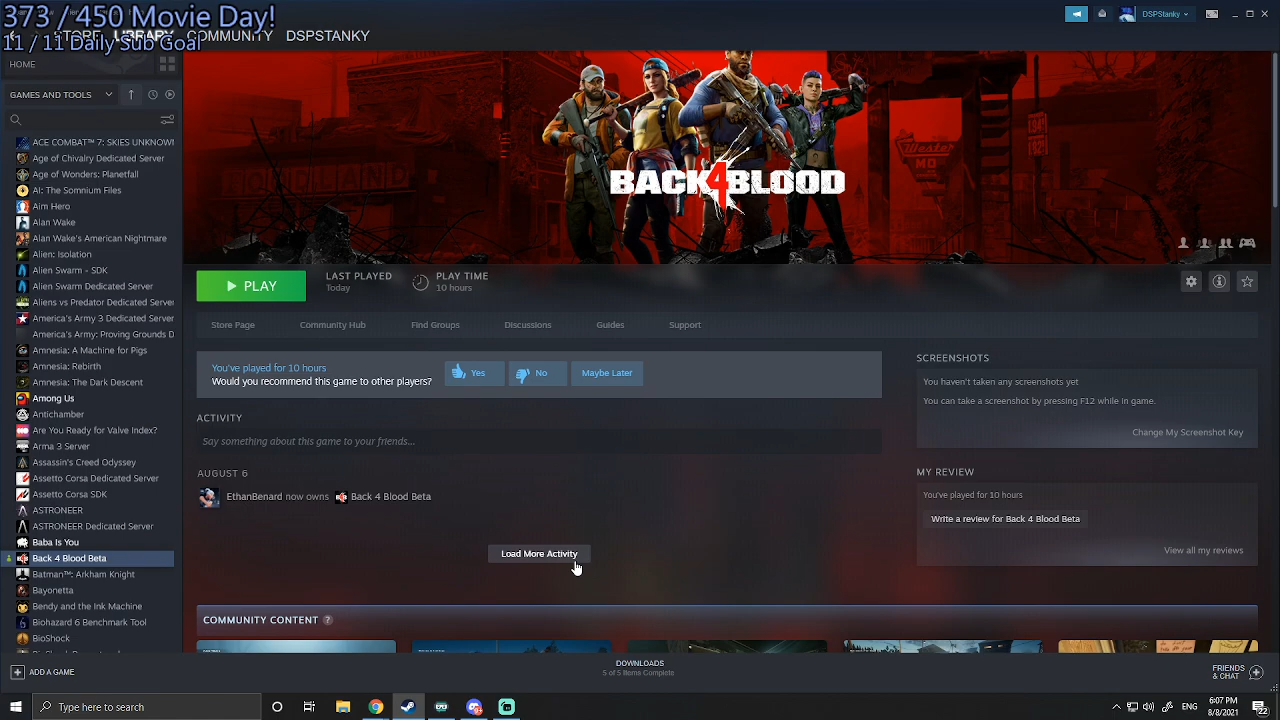 373 / 450 Movie Day!
11 / 11 Daily Sub Goal
STORE LIBRARY COMMUNITY DSPSTANKY
DSPStanky
HOME
GAMES AND TOOLS
ACE COMBAT™ 7: SKIES UNKNOWN
Age of Chivalry Dedicated Server
Age of Wonders: Planetfall
AI: The Somnium Files
Aim Hero
Alan Wake
Alan Wake's American Nightmare
Alien: Isolation
Alien Swarm - SDK
Alien Swarm Dedicated Server
Aliens vs Predator Dedicated Server
America's Army 3 Dedicated Server
America's Army: Proving Grounds D
Amnesia: A Machine for Pigs
Amnesia: Rebirth
Amnesia: The Dark Descent
Among Us
Antichamber
Are You Ready for Valve Index?
Arma 3 Server
Assassin's Creed Odyssey
Assetto Corsa Dedicated Server
Assetto Corsa SDK
ASTRONEER
ASTRONEER Dedicated Server
Baba Is You
Back 4 Blood Beta
Batman™: Arkham Knight
Bayonetta
Bendy and the Ink Machine
Biohazard 6 Benchmark Tool
BioShock
BACK 4 BLOOD
Western
MO
PLAY
LAST PLAYED
Today
PLAY TIME
10 hours
Store Page Community Hub Find Groups Discussions Guides Support
You've played for 10 hours
Would you recommend this game to other players?
Yes No Maybe Later
ACTIVITY
Say something about this game to your friends...
AUGUST 6
EthanBenard now owns Back 4 Blood Beta
Load More Activity
COMMUNITY CONTENT ?
SCREENSHOTS
You haven't taken any screenshots yet
You can take a screenshot by pressing F12 while in game.
Change My Screenshot Key
MY REVIEW
You've played for 10 hours
Write a review for Back 4 Blood Beta
View all my reviews
ADD A GAME
DOWNLOADS
5 of 5 Items Complete
FRIENDS
& CHAT
Type here to search
ENG
6:07 PM
8/8/2021
2